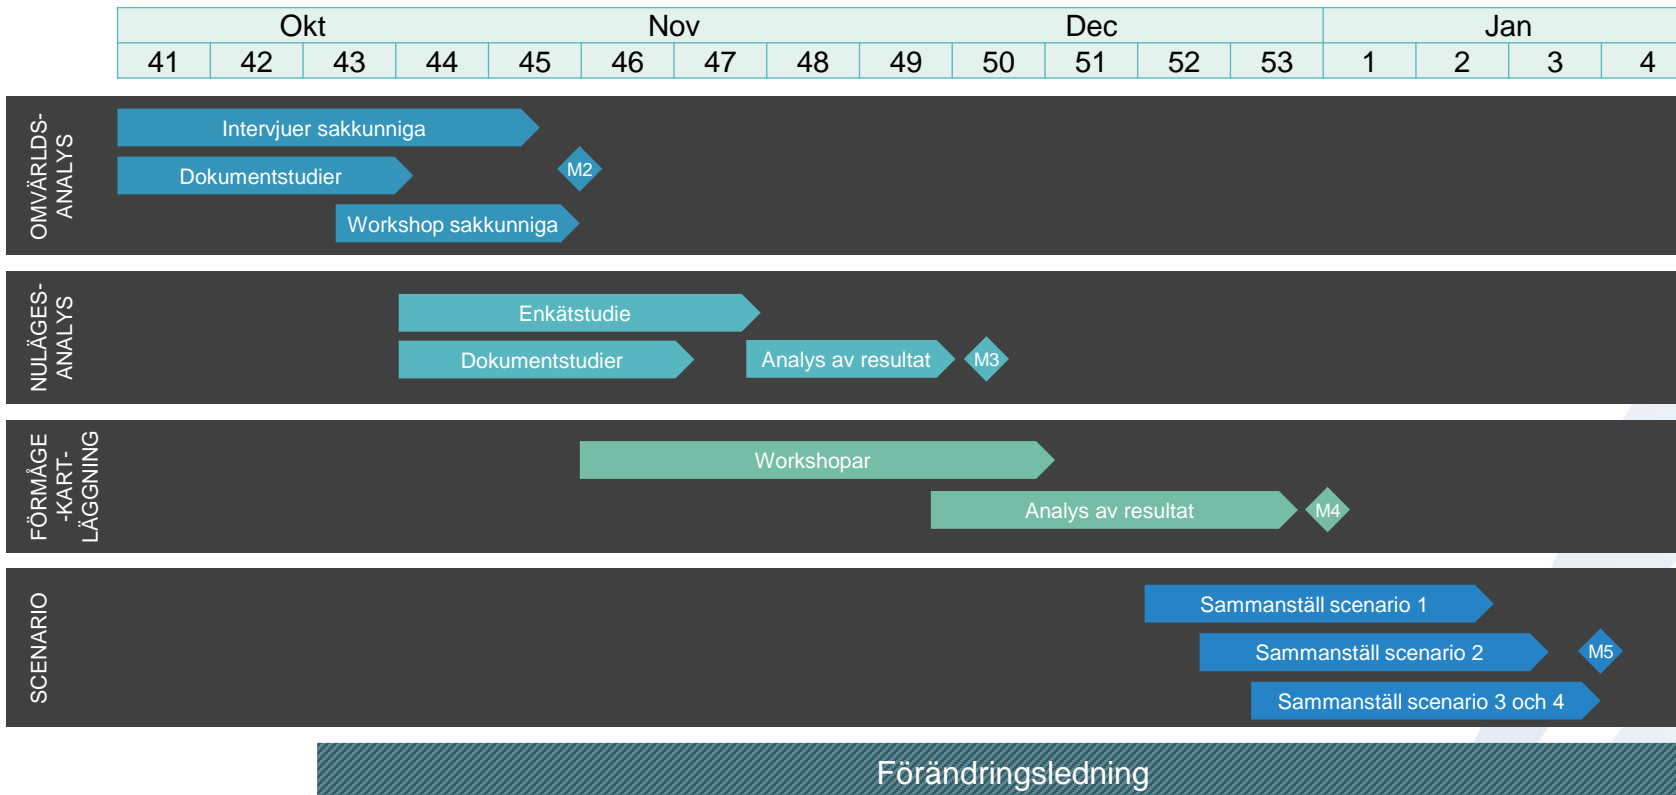 Okt Nov Dec Jan
41 42 43 44 45 46 47 48 49 50 51 52 53 1 2 3 4
OMVÄRLDS-
ANALYS
Intervjuer sakkunniga
Dokumentstudier
M2
Workshop sakkunniga
NULÄGES-
ANALYS
Enkätstudie
Dokumentstudier
Analys av resultat
M3
FÖRMÅGE
-KART-
LÄGGNING
Workshopar
Analys av resultat
M4
SCENARIO
Sammanställ scenario 1
Sammanställ scenario 2
M5
Sammanställ scenario 3 och 4
Förändringsledning